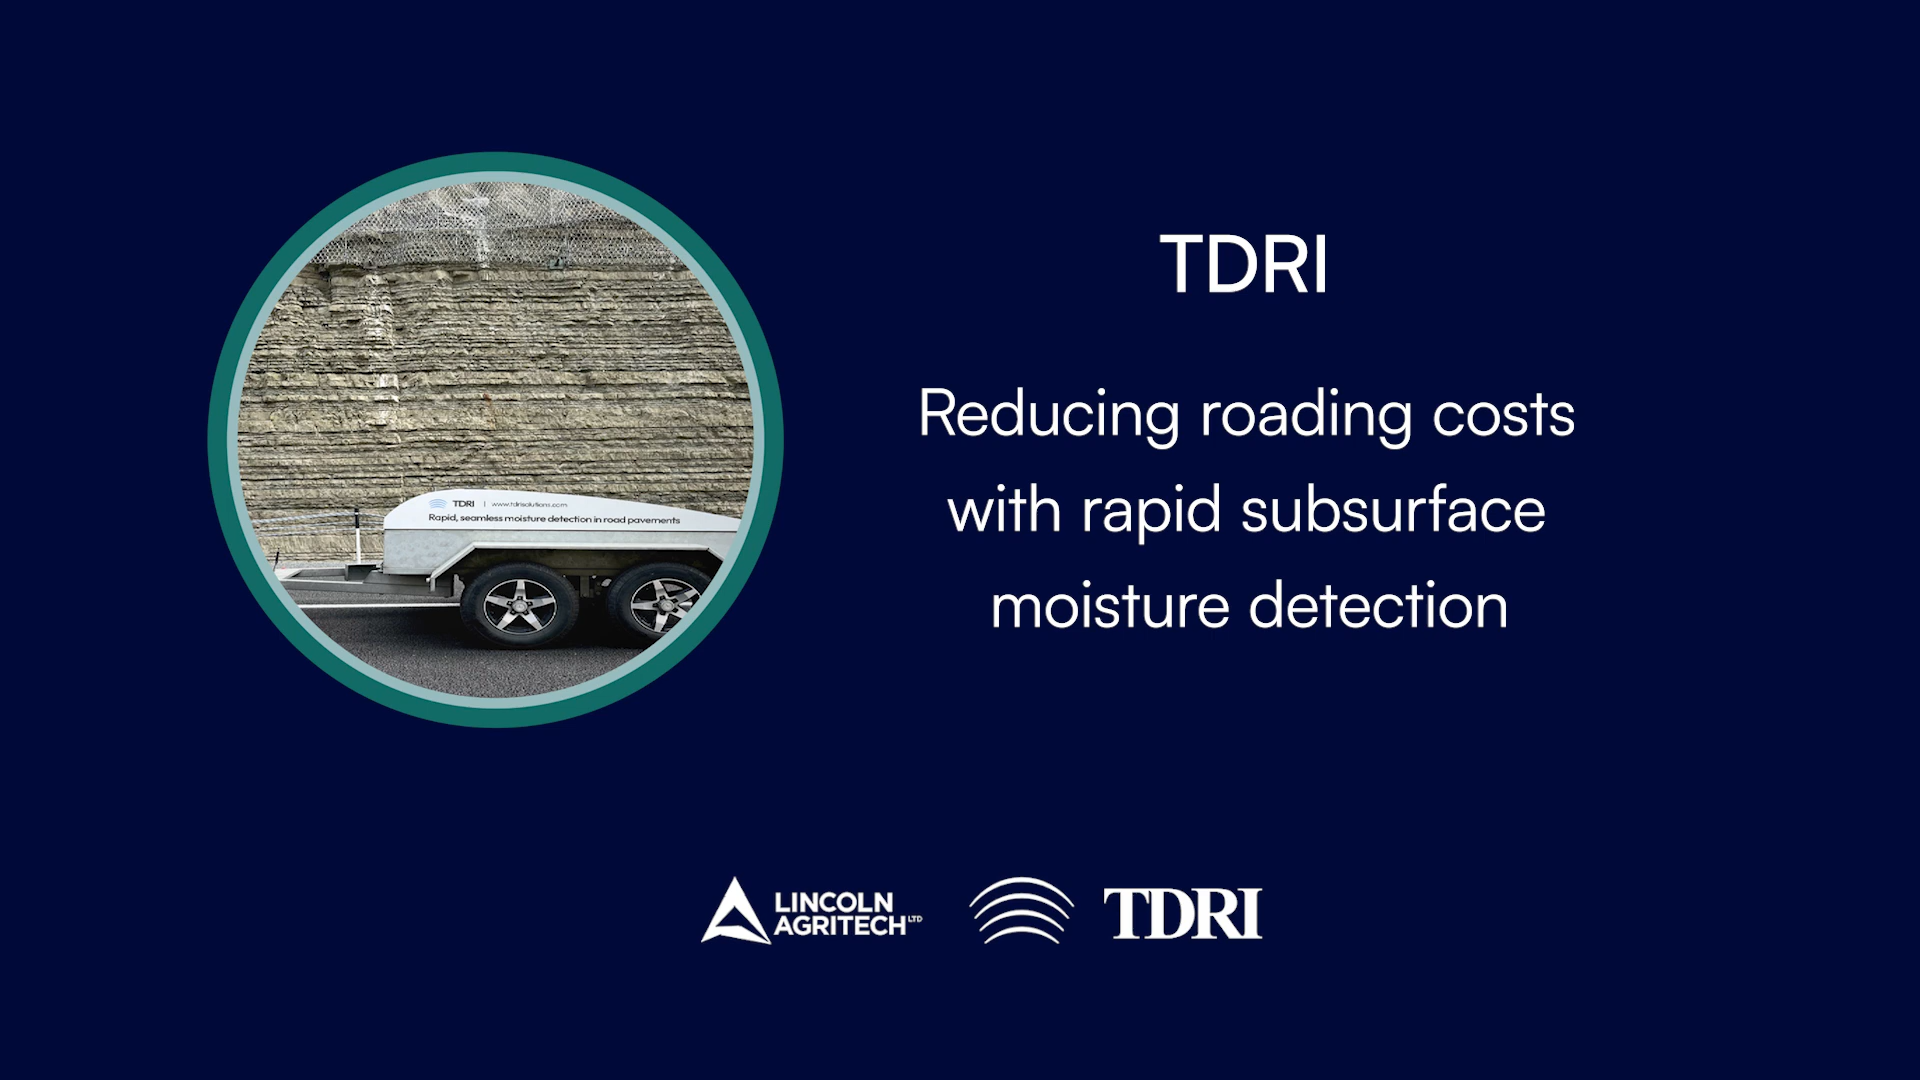 TDRI
Reducing roading costs
with rapid subsurface
moisture detection
TDRI | www.tdrisolutions.com
Rapid, seamless moisture detection in road pavements
LINCOLN
AGRITECH LTD
TDRI